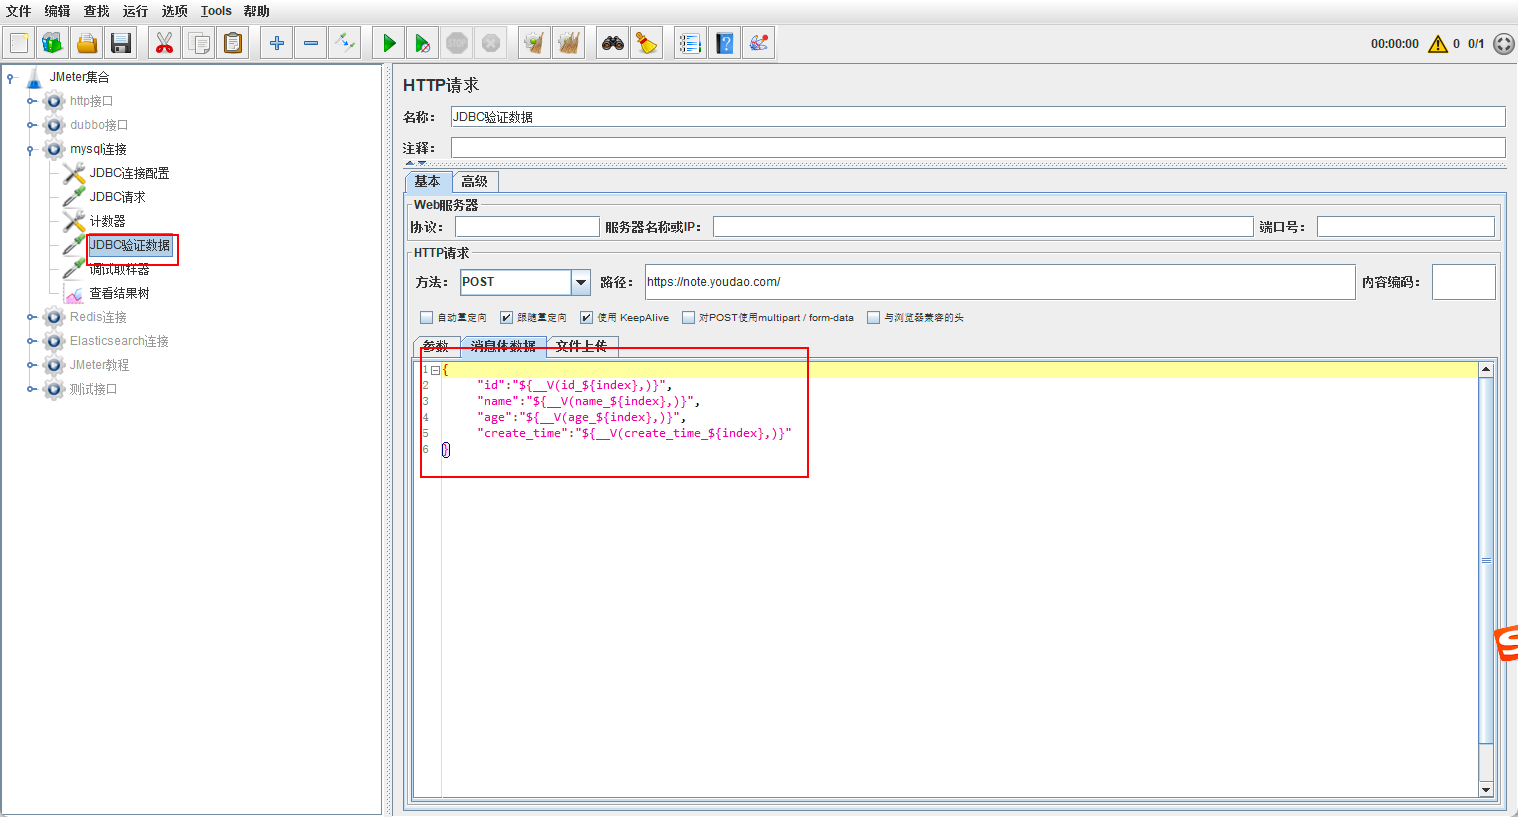 文件 编辑 查找 运行 选项 Tools 帮助
STOP
00:00:00 0 0/1
JMeter集合
http接口
dubbo接口
mysql连接
JDBC连接配置
JDBC请求
计数器
JDBC验证数据
调试取样器
查看结果树
Redis连接
Elasticsearch连接
JMeter教程
测试接口
HTTP请求
名称： JDBC验证数据
注释：
基本 高级
Web服务器
协议： 服务器名称或IP： 端口号：
HTTP请求
方法： POST 路径： https://note.youdao.com/ 内容编码：
自动重定向 跟随重定向 使用 KeepAlive 对POST使用multipart / form-data 与浏览器兼容的头
参数 消息体数据 文件上传
1 {
2 "id":"${__V(id_${index},)}",
3 "name":"${__V(name_${index},)}",
4 "age":"${__V(age_${index},)}",
5 "create_time":"${__V(create_time_${index},)}"
6 }